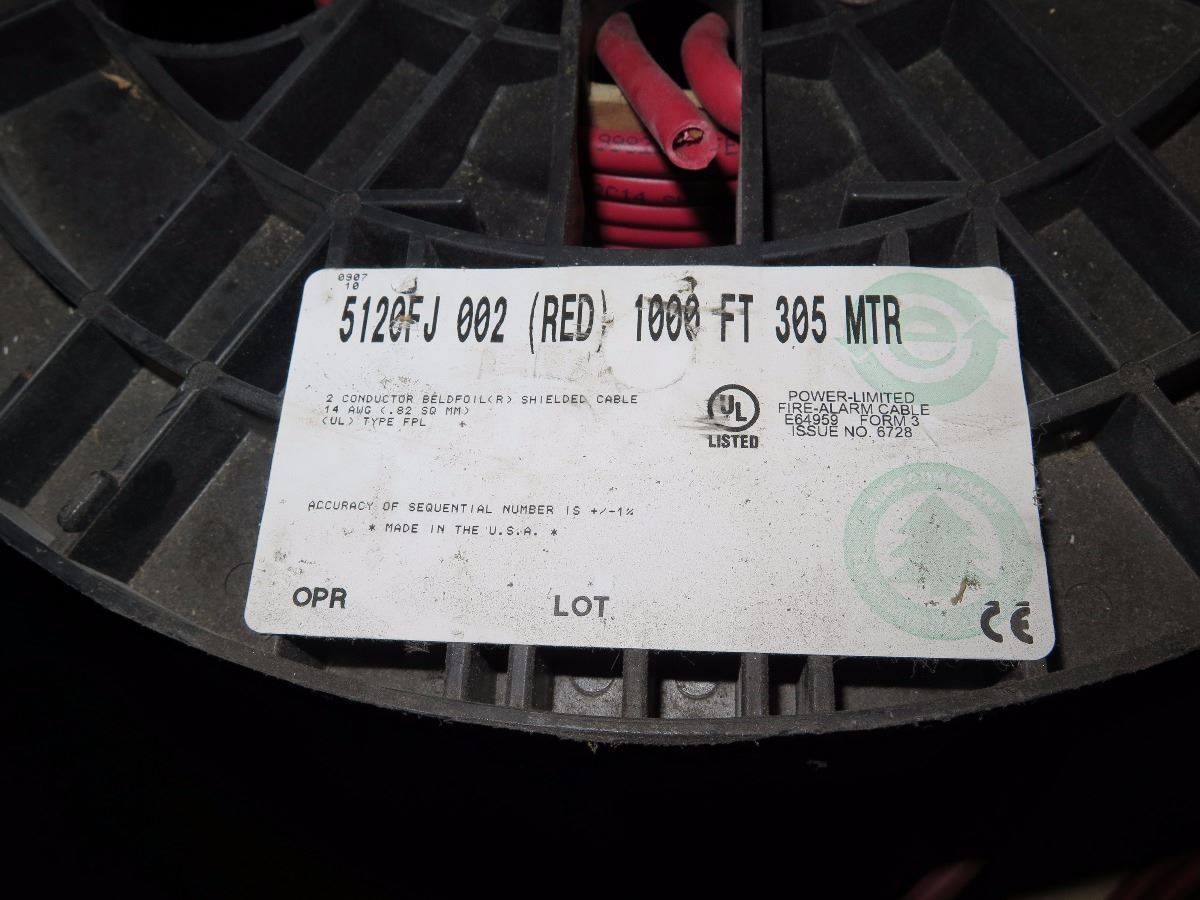 0907
10
5120FJ 002 (RED) 1000 FT 305 MTR
e
2 CONDUCTOR BELDFOIL(R) SHIELDED CABLE
14 AWG (.82 SQ MM)
(UL) TYPE FPL +
UL
LISTED
POWER-LIMITED
FIRE-ALARM CABLE
E64959 FORM 3
ISSUE NO. 6728
ACCURACY OF SEQUENTIAL NUMBER IS +/-1%
* MADE IN THE U.S.A. *
OPR
LOT
CE